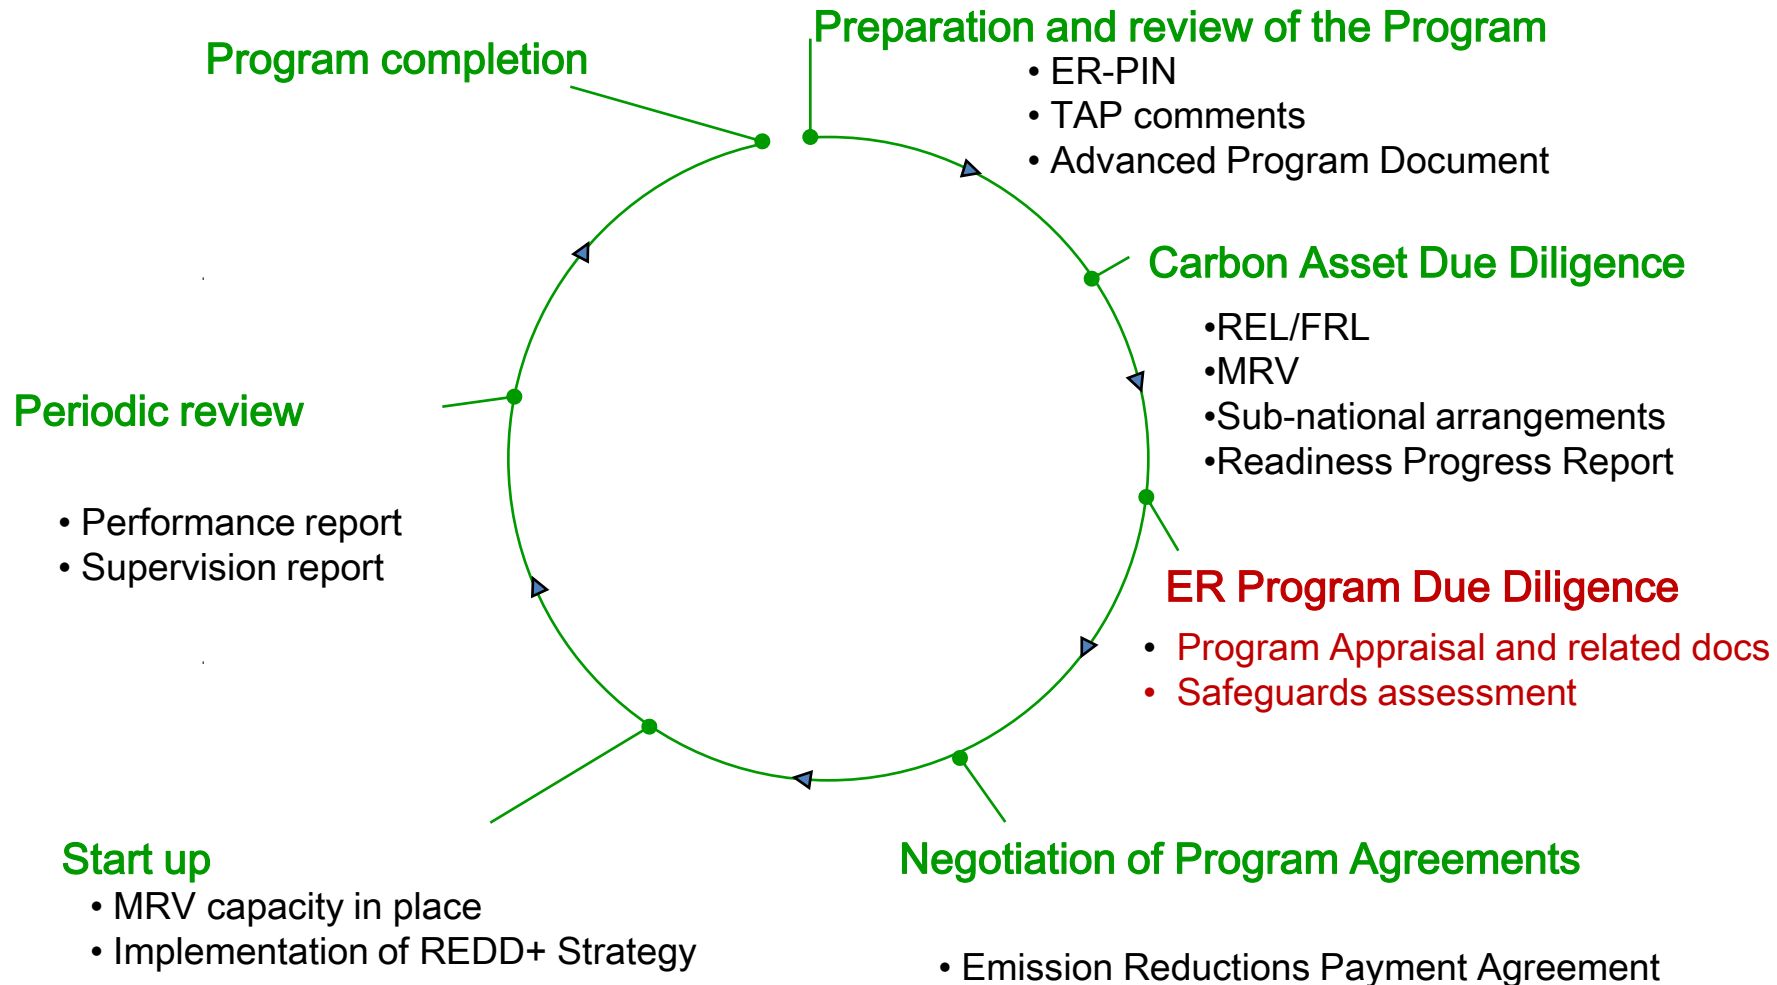 Preparation and review of the Program
• ER-PIN
• TAP comments
• Advanced Program Document
Carbon Asset Due Diligence
•REL/FRL
•MRV
•Sub-national arrangements
•Readiness Progress Report
ER Program Due Diligence
• Program Appraisal and related docs
• Safeguards assessment
Negotiation of Program Agreements
• Emission Reductions Payment Agreement
Start up
• MRV capacity in place
• Implementation of REDD+ Strategy
Periodic review
• Performance report
• Supervision report
Program completion